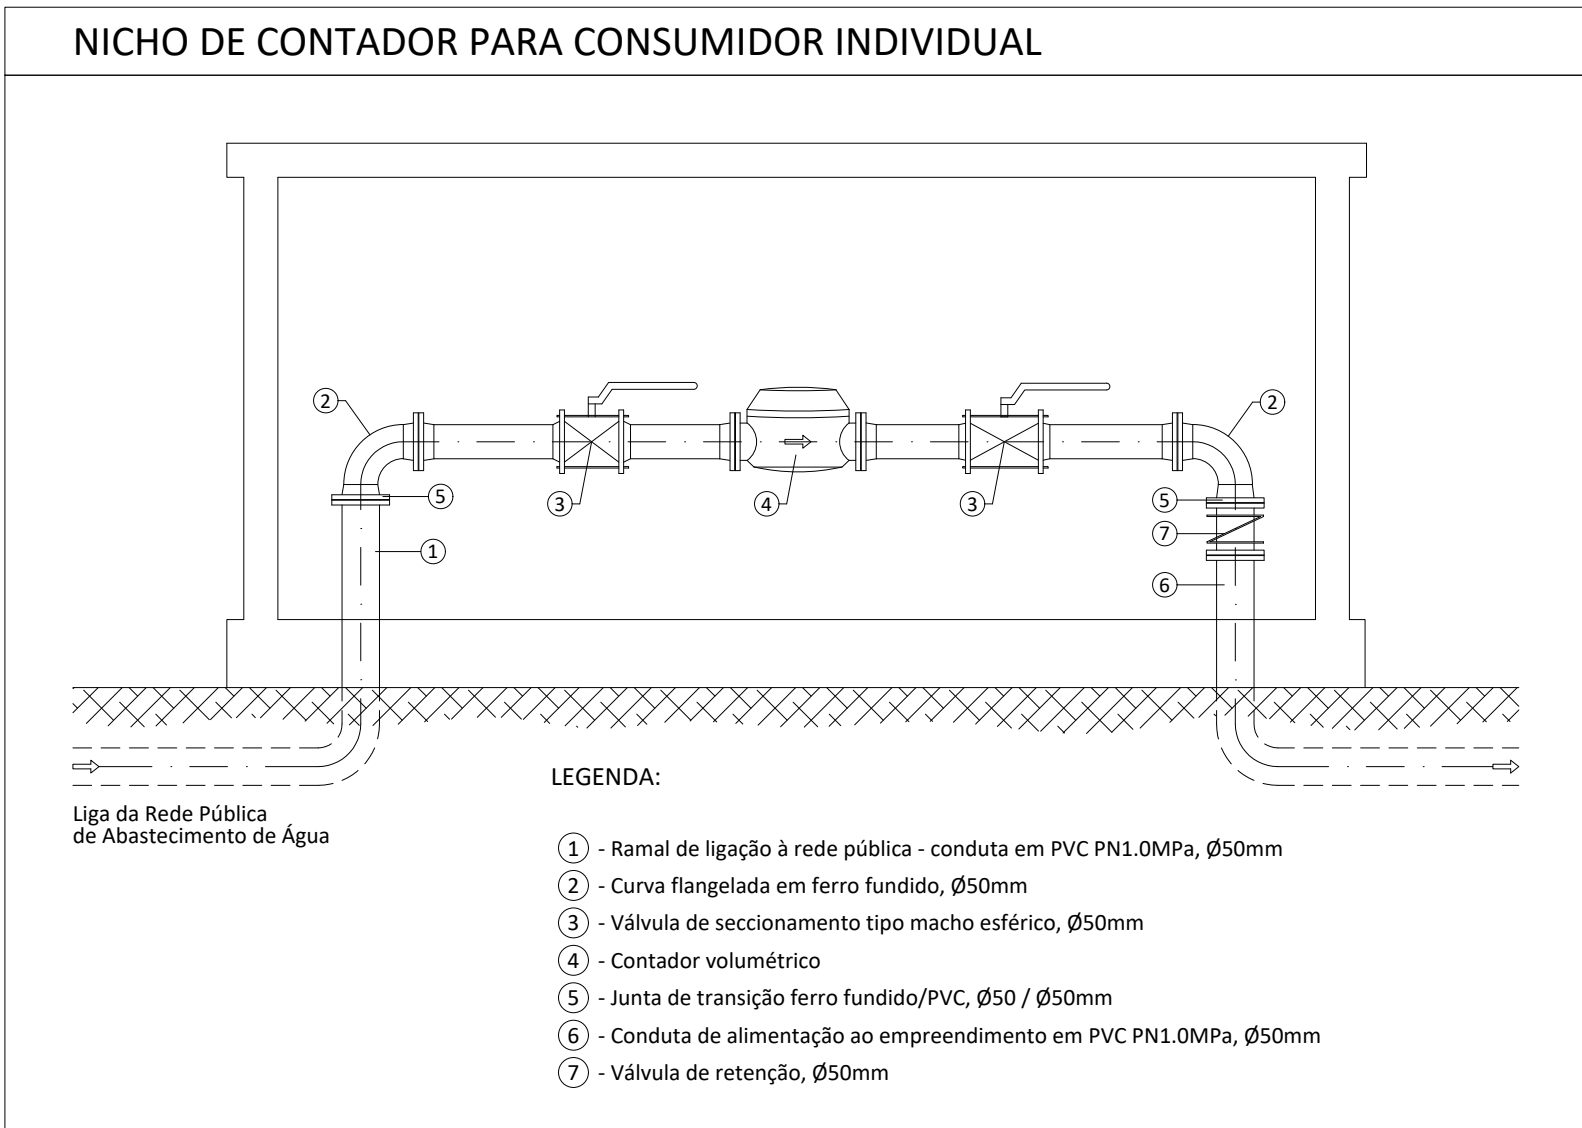 NICHO DE CONTADOR PARA CONSUMIDOR INDIVIDUAL
2
2
3
4
3
5
5
1
7
6
Liga da Rede Pública
de Abastecimento de Água
LEGENDA:
1 - Ramal de ligação à rede pública - conduta em PVC PN1.0MPa, Ø50mm
2 - Curva flangelada em ferro fundido, Ø50mm
3 - Válvula de seccionamento tipo macho esférico, Ø50mm
4 - Contador volumétrico
5 - Junta de transição ferro fundido/PVC, Ø50 / Ø50mm
6 - Conduta de alimentação ao empreendimento em PVC PN1.0MPa, Ø50mm
7 - Válvula de retenção, Ø50mm